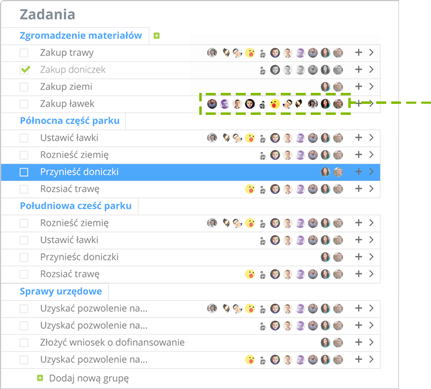 Zadania
Zgromadzenie materiałów
Zakup trawy
Zakup doniczek
Zakup ziemi
Zakup ławek
Północna część parku
Ustawić ławki
Roznieść ziemię
Przynieść doniczki
Rozsiać trawę
Południowa cześć parku
Roznieść ziemię
Ustawić ławki
Przynieśc doniczki
Rozsiać trawę
Sprawy urzędowe
Uzyskać pozwolenie na...
Uzyskać pozwolenie na...
Złożyć wniosek o dofinansowanie
Uzyskać pozwolenie na...
Dodaj nową grupę